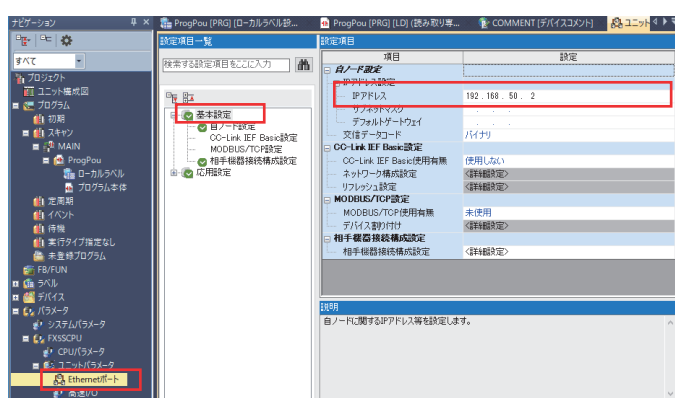 ナビゲーション
すべて
プロジェクト
ユニット構成図
プログラム
初期
スキャン
MAIN
ProgPou
ローカルラベル
プログラム本体
定周期
イベント
待機
実行タイプ指定なし
未登録プログラム
FB/FUN
ラベル
デバイス
パラメータ
システムパラメータ
FX5SCPU
CPUパラメータ
ユニットパラメータ
Ethernetポート
高速I/O
ProgPou [PRG] [ローカルラベル設...
ProgPou [PRG] [LD] (読み取り専...
COMMENT [デバイスコメント]
ユニット
設定項目一覧
検索する設定項目をここに入力
基本設定
自ノード設定
CC-Link IEF Basic設定
MODBUS/TCP設定
相手機器接続構成設定
応用設定
設定項目
項目 設定
自ノード設定
IPアドレス設定
IPアドレス 192 . 168 . 50 . 2
サブネットマスク . . .
デフォルトゲートウェイ . . .
交信データコード バイナリ
CC-Link IEF Basic設定
CC-Link IEF Basic使用有無 使用しない
ネットワーク構成設定 <詳細設定>
リフレッシュ設定 <詳細設定>
MODBUS/TCP設定
MODBUS/TCP使用有無 未使用
デバイス割り付け <詳細設定>
相手機器接続構成設定
相手機器接続構成設定 <詳細設定>
説明
自ノードに関するIPアドレス等を設定します。